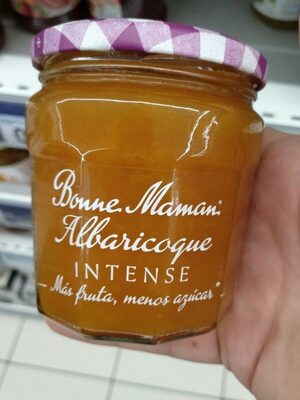 Bonne Maman*
Albaricoque
INTENSE
Más fruta, menos azúcar*